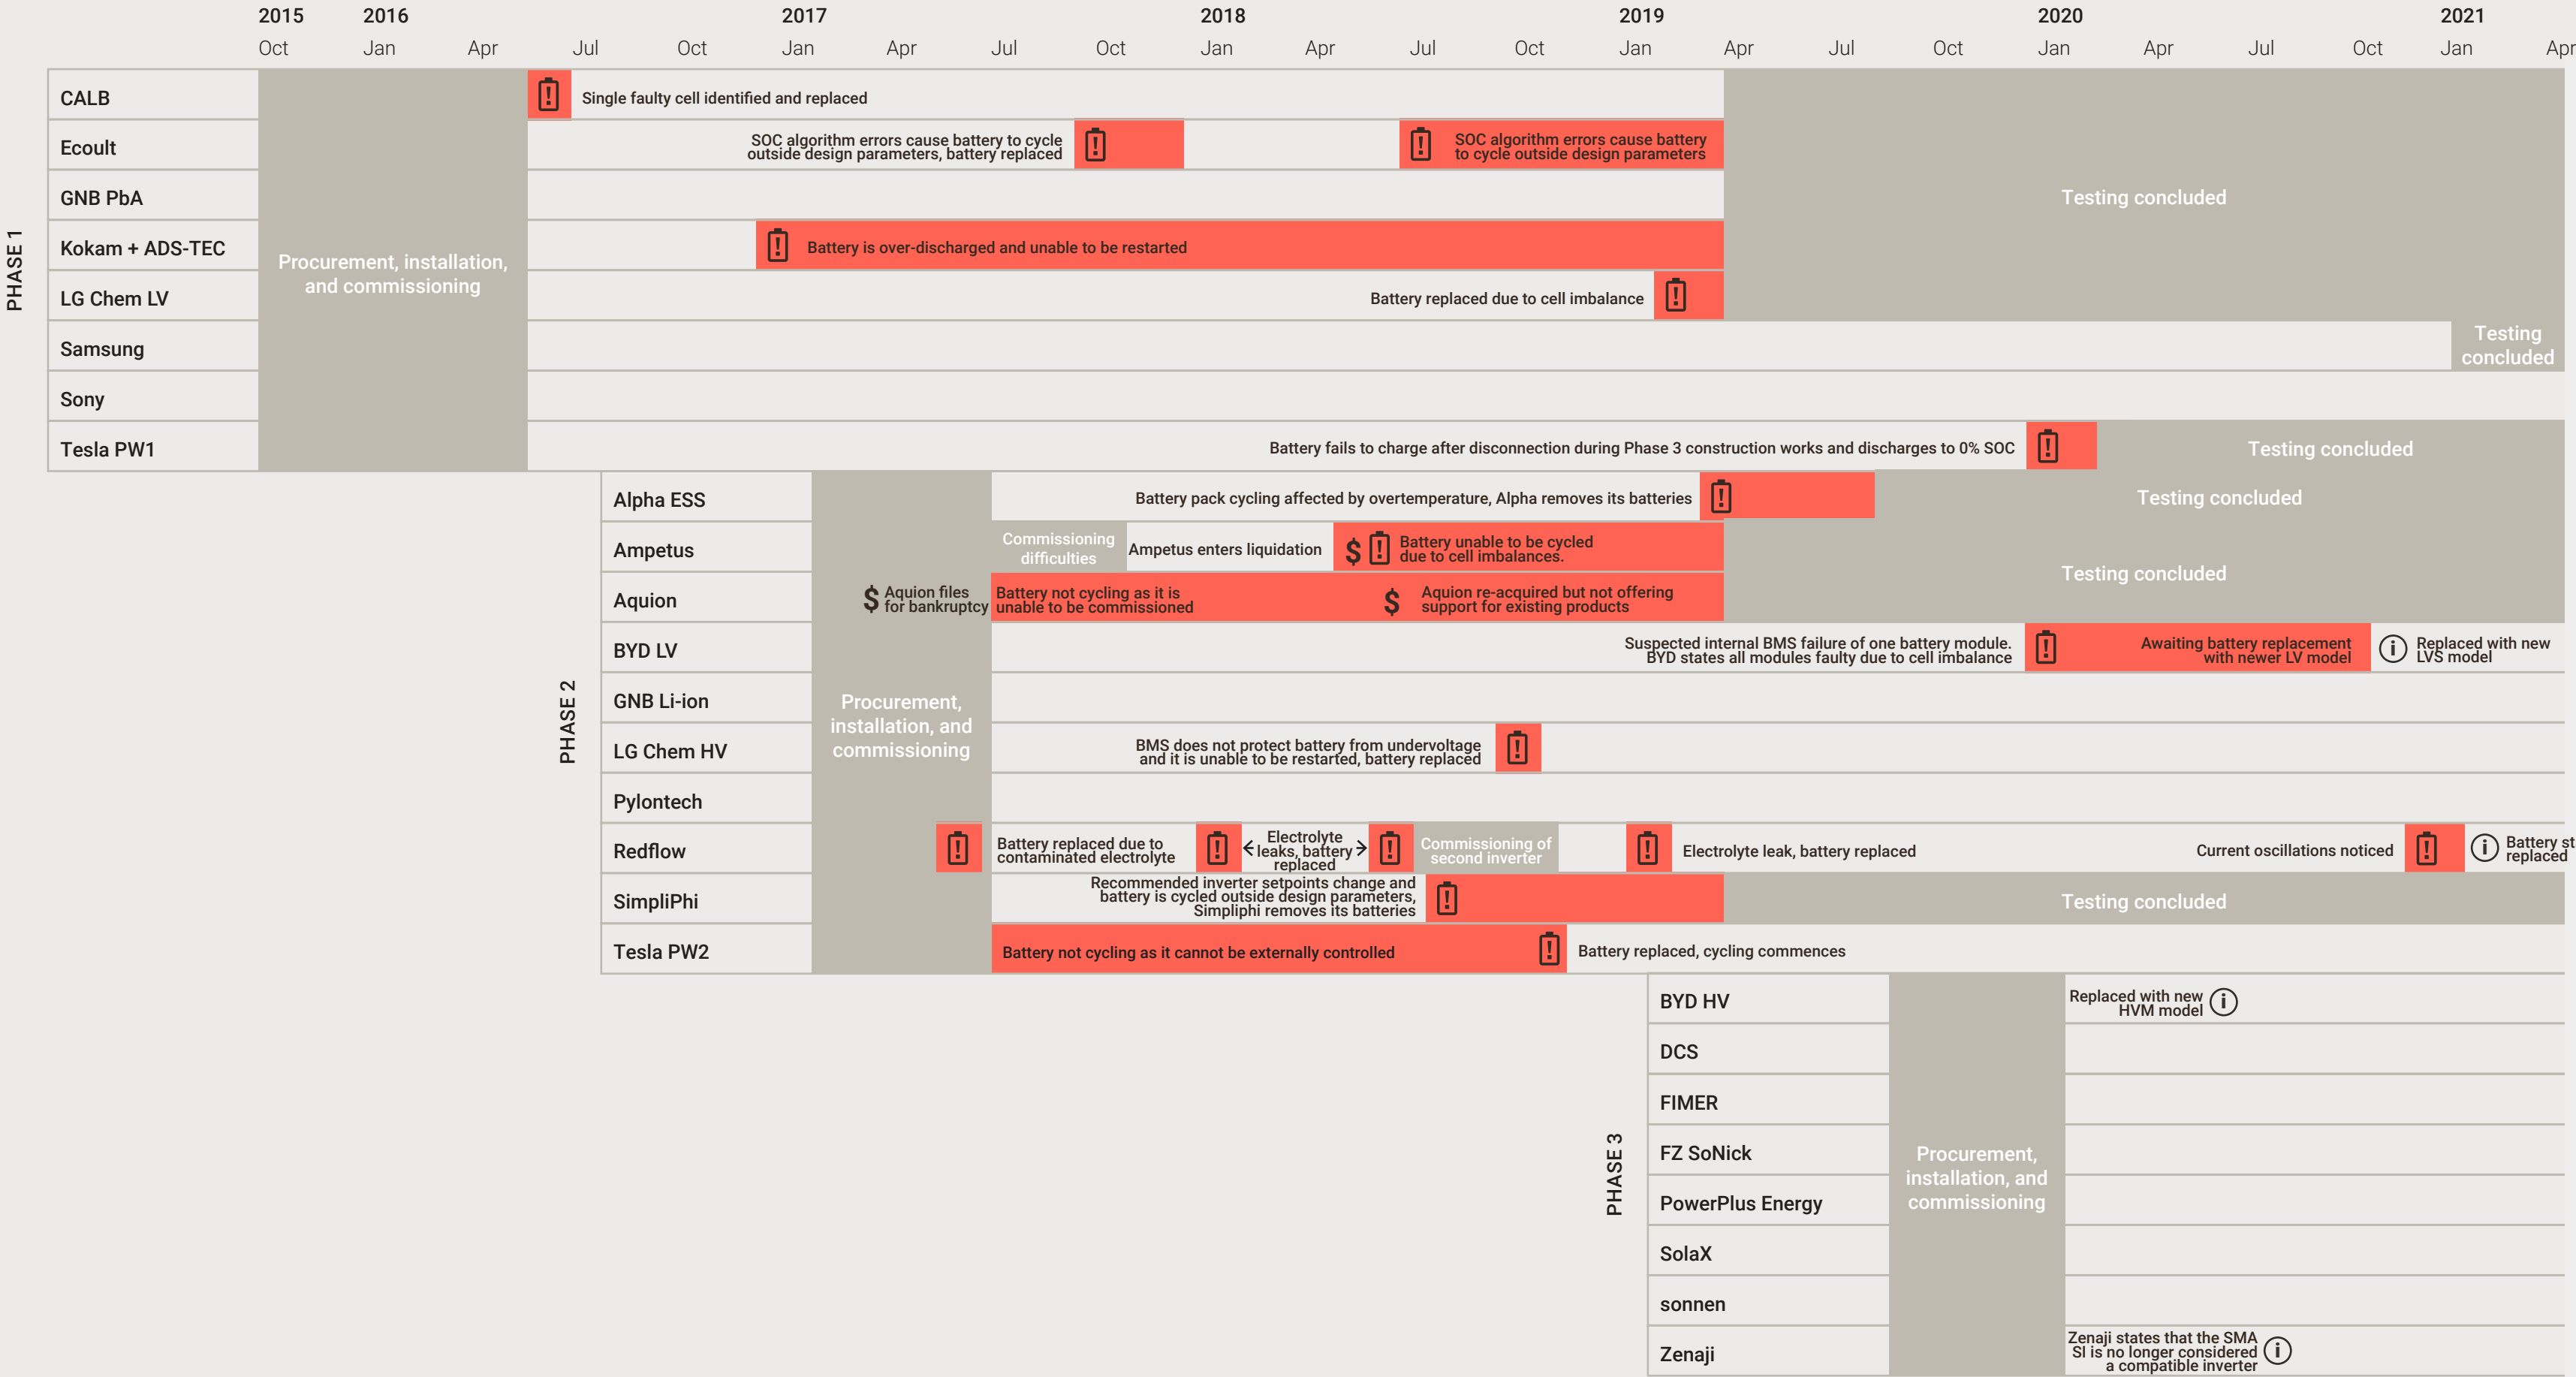 2015 2016 2017 2018 2019 2020 2021
Oct Jan Apr Jul Oct Jan Apr Jul Oct Jan Apr Jul Oct Jan Apr Jul Oct Jan Apr Jul Oct Jan Apr
PHASE 1
CALB
Single faulty cell identified and replaced
Ecoult
SOC algorithm errors cause battery to cycle
outside design parameters, battery replaced
SOC algorithm errors cause battery
to cycle outside design parameters
GNB PbA
Testing concluded
Kokam + ADS-TEC
Procurement, installation,
and commissioning
Battery is over-discharged and unable to be restarted
LG Chem LV
Battery replaced due to cell imbalance
Samsung
Testing
concluded
Sony
Tesla PW1
Battery fails to charge after disconnection during Phase 3 construction works and discharges to 0% SOC
Testing concluded
PHASE 2
Alpha ESS
Battery pack cycling affected by overtemperature, Alpha removes its batteries
Testing concluded
Ampetus
Commissioning
difficulties
Ampetus enters liquidation
$
Battery unable to be cycled
due to cell imbalances.
Testing concluded
Aquion
$
Aquion files
for bankruptcy
Battery not cycling as it is
unable to be commissioned
$
Aquion re-acquired but not offering
support for existing products
BYD LV
Suspected internal BMS failure of one battery module.
BYD states all modules faulty due to cell imbalance
Awaiting battery replacement
with newer LV model
Replaced with new
LVS model
GNB Li-ion
Procurement,
installation, and
commissioning
LG Chem HV
BMS does not protect battery from undervoltage
and it is unable to be restarted, battery replaced
Pylontech
Redflow
Battery replaced due to
contaminated electrolyte
Electrolyte
leaks, battery
replaced
Commissioning of
second inverter
Electrolyte leak, battery replaced
Current oscillations noticed
Battery st
replaced
SimpliPhi
Recommended inverter setpoints change and
battery is cycled outside design parameters,
Simpliphi removes its batteries
Testing concluded
Tesla PW2
Battery not cycling as it cannot be externally controlled
Battery replaced, cycling commences
PHASE 3
BYD HV
Replaced with new
HVM model
DCS
FIMER
FZ SoNick
Procurement,
installation, and
commissioning
PowerPlus Energy
SolaX
sonnen
Zenaji
Zenaji states that the SMA
SI is no longer considered
a compatible inverter